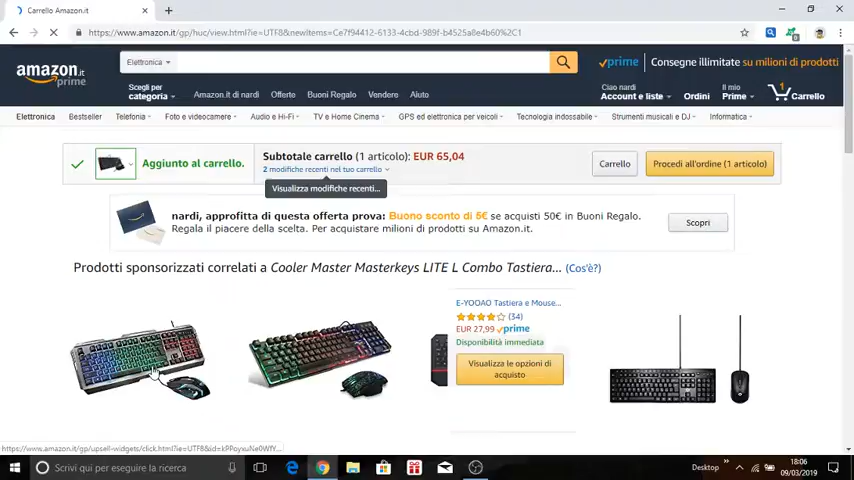 Carrello Amazon.it
https://www.amazon.it/gp/huc/view.html?ie=UTF8&newItems=Ce7f94412-6133-4cbd-989f-b4525a8e4b60%2C1
amazon.it
prime
Elettronica
prime Consegne illimitate su milioni di prodotti
Scegli per
categoria
Amazon.it di nardi Offerte Buoni Regalo Vendere Aiuto
Ciao nardi
Account e liste
Ordini
Il mio
Prime
1
Carrello
Elettronica Bestseller Telefonia Foto e videocamere Audio e Hi-Fi TV e Home Cinema GPS ed elettronica per veicoli Tecnologia indossabile Strumenti musicali e DJ Informatica
Aggiunto al carrello.
Subtotale carrello (1 articolo): EUR 65,04
2 modifiche recenti nel tuo carrello
Visualizza modifiche recenti...
Carrello
Procedi all'ordine (1 articolo)
nardi, approfitta di questa offerta prova: Buono sconto di 5€ se acquisti 50€ in Buoni Regalo.
Regala il piacere della scelta. Per acquistare milioni di prodotti su Amazon.it.
Scopri
Prodotti sponsorizzati correlati a Cooler Master Masterkeys LITE L Combo Tastiera... (Cos'è?)
E-YOOAO Tastiera e Mouse...
(34)
EUR 27,99 prime
Disponibilità immediata
Visualizza le opzioni di
acquisto
Scrivi qui per eseguire la ricerca
Desktop
18:06
09/03/2019